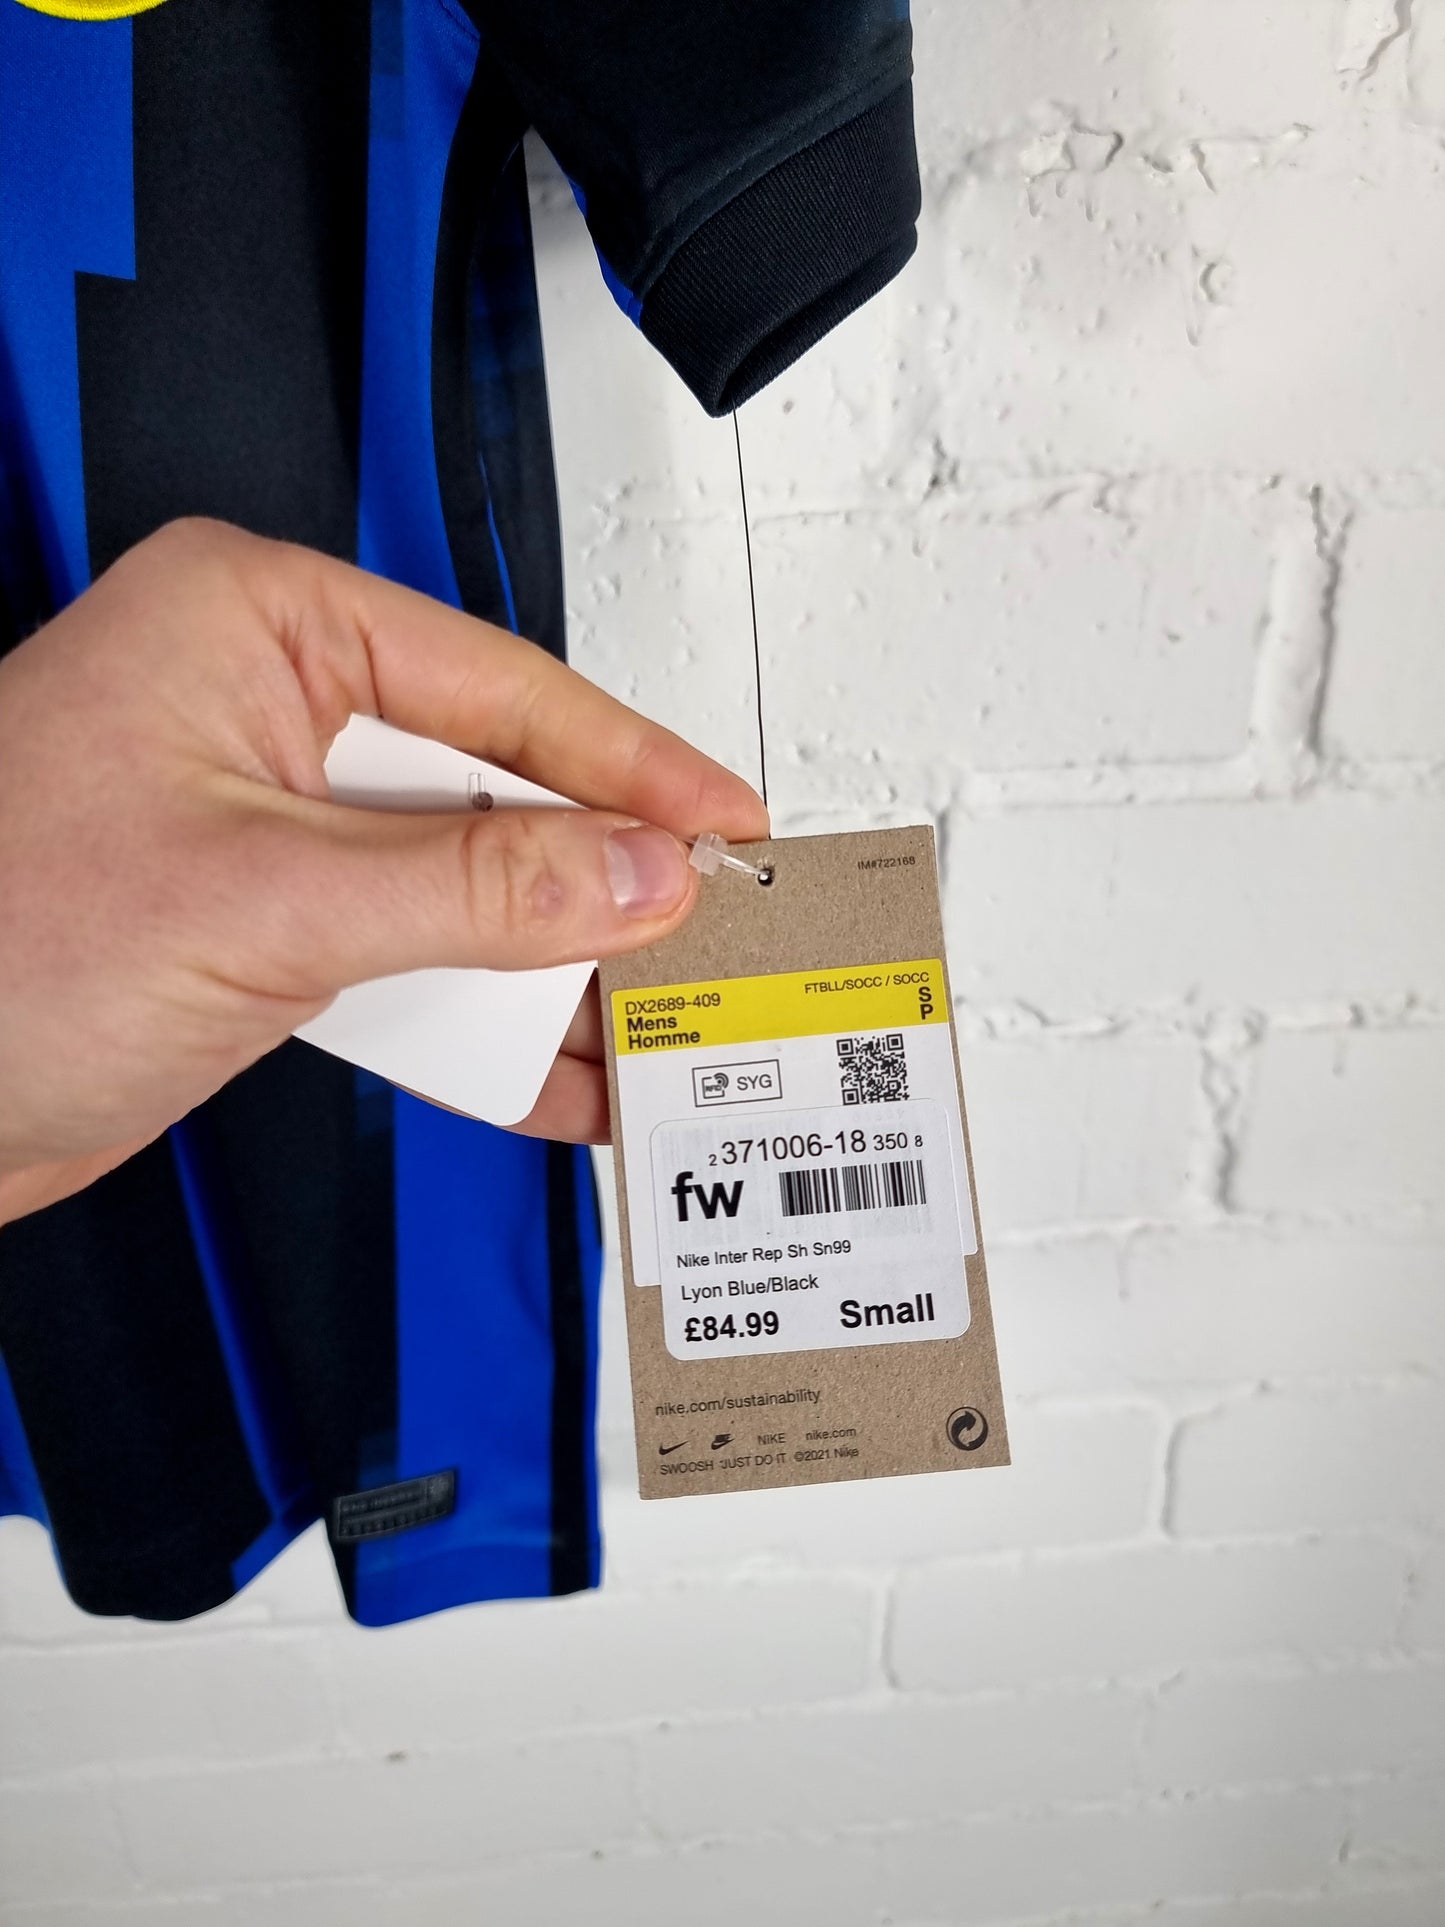 IM#722168
FTBLL/SOCC / SOCC
DX2689-409
S
Mens
P
Homme
RFID SYG
2 371006-18 350 8
fw
Nike Inter Rep Sh Sn99
Lyon Blue/Black
£84.99 Small
nike.com/sustainability
NIKE nike.com
SWOOSH JUST DO IT ©2021 Nike